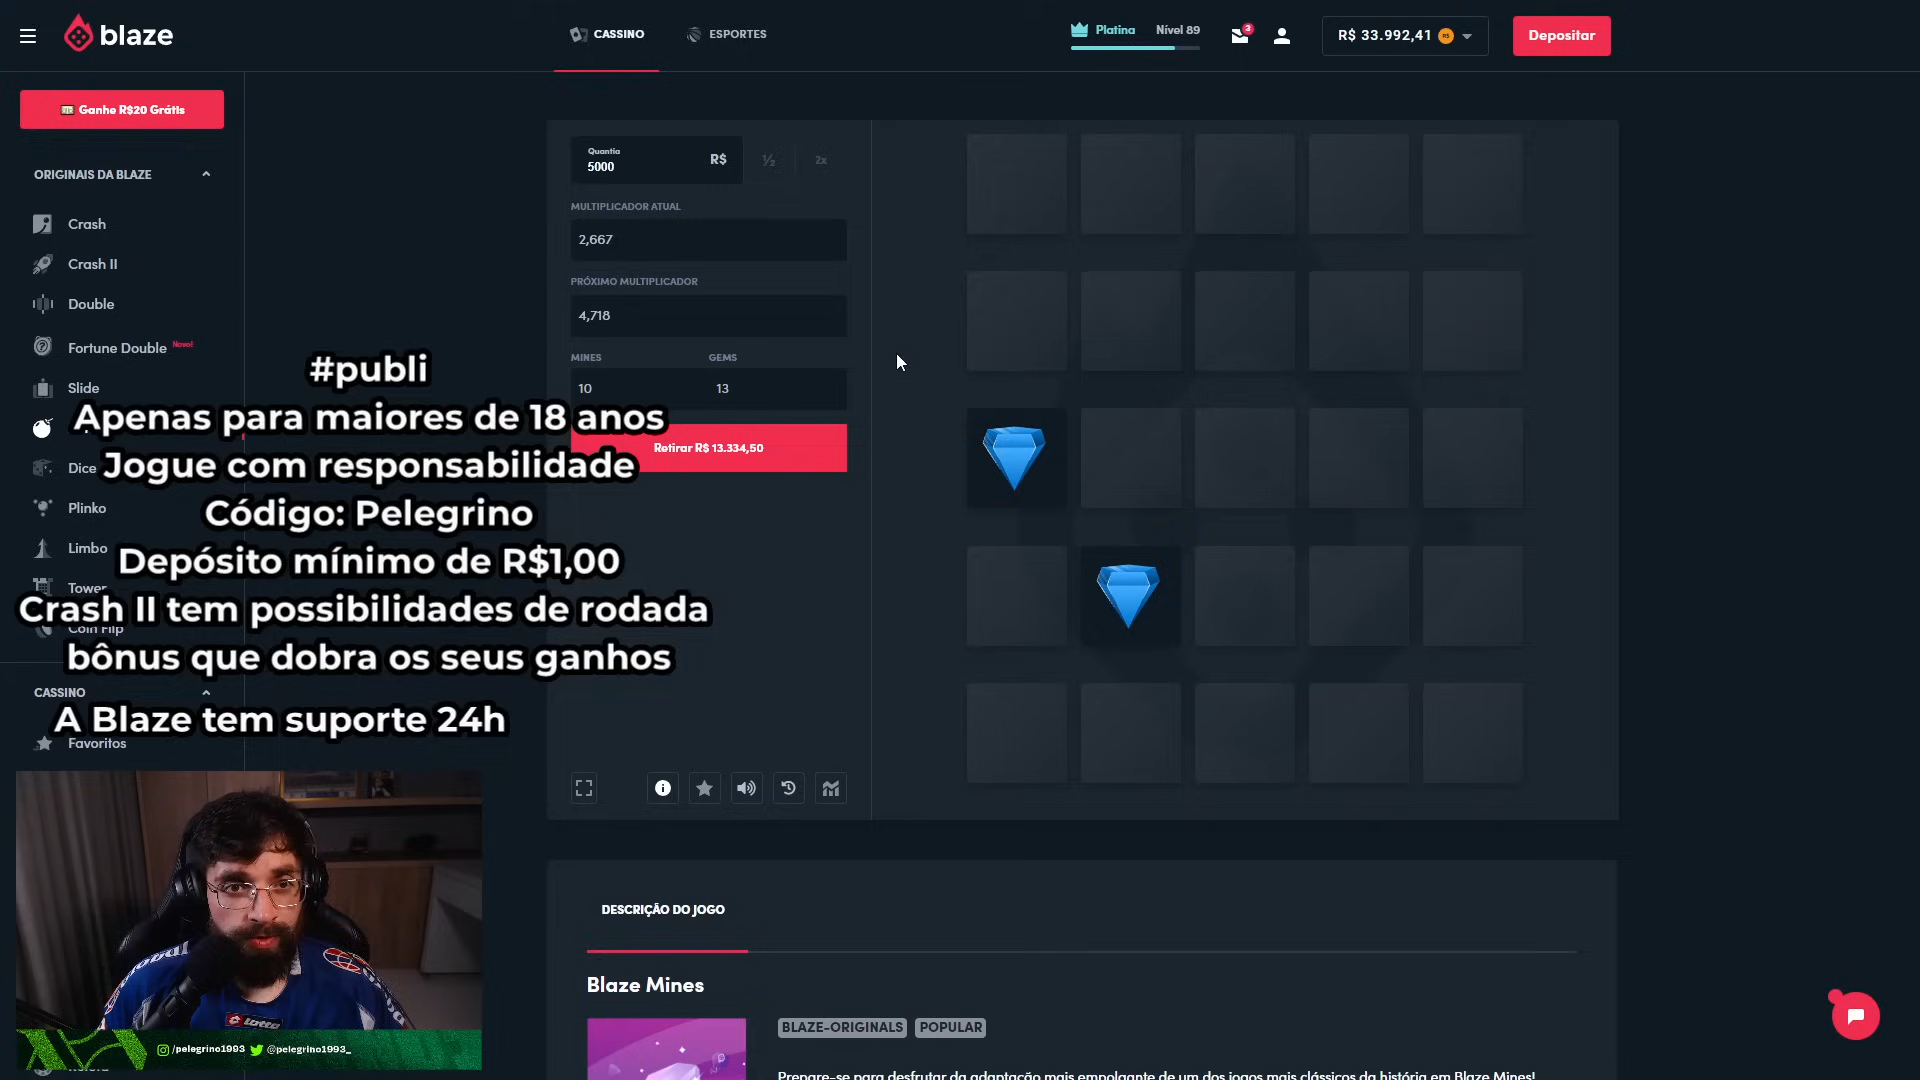 blaze
CASSINO
ESPORTES
Platina
Nível 89
3
R$ 33.992,41
R$
Depositar
Ganhe R$20 Grátis
ORIGINAIS DA BLAZE
Crash
Crash II
Double
Fortune Double
Novo!
Slide
Dice
Plinko
Limbo
Tower
Coin Flip
CASSINO
Favoritos
Quantia
5000
R$
½
2x
MULTIPLICADOR ATUAL
2,667
PRÓXIMO MULTIPLICADOR
4,718
MINES
GEMS
10
13
Retirar R$ 13.334,50
#publi
Apenas para maiores de 18 anos
Jogue com responsabilidade
Código: Pelegrino
Depósito mínimo de R$1,00
Crash II tem possibilidades de rodada
bônus que dobra os seus ganhos
A Blaze tem suporte 24h
lotto
/pelegrino1993
@pelegrino1993_
DESCRIÇÃO DO JOGO
Blaze Mines
BLAZE-ORIGINALS
POPULAR
Prepare-se para desfrutar da adaptação mais empolgante de um dos jogos mais clássicos da história em Blaze Mines!